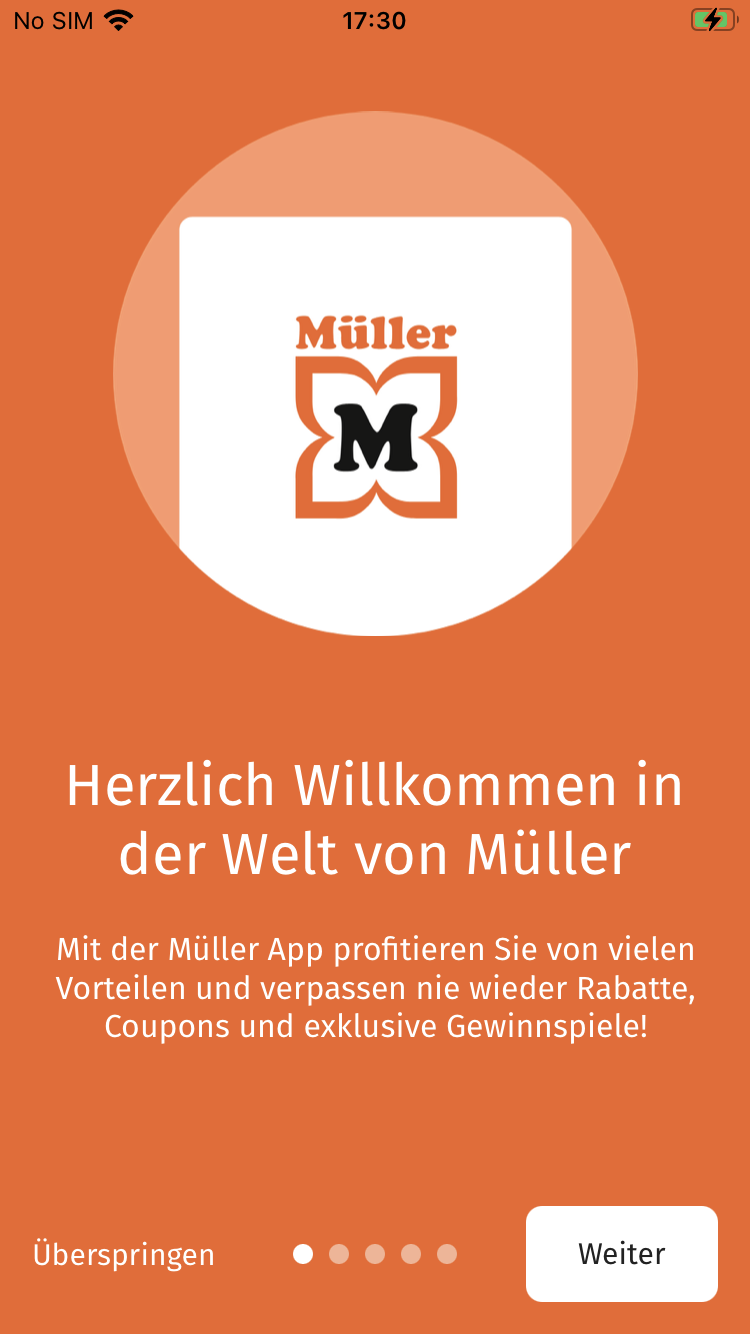 No SIM 17:30
Müller
M
Herzlich Willkommen in
der Welt von Müller
Mit der Müller App profitieren Sie von vielen
Vorteilen und verpassen nie wieder Rabatte,
Coupons und exklusive Gewinnspiele!
Überspringen Weiter